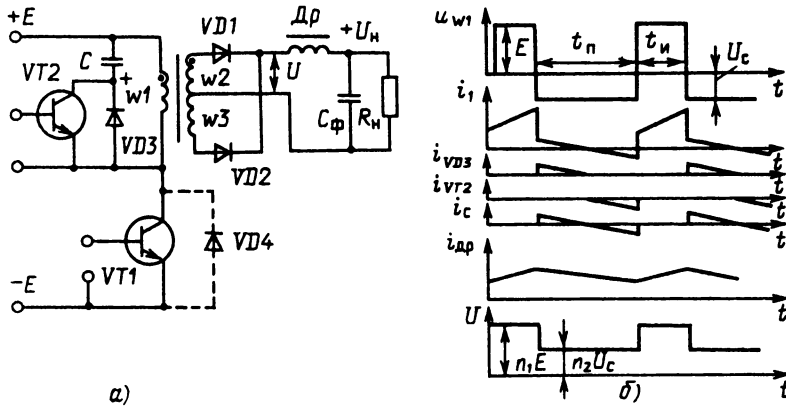 +E
C
VT2
+
w1
VD3
VD1
Др
+Uн
w2
U
w3
Cф
Rн
VD2
VT1
VD4
−E
а)
uw1
E
tп
tи
Uc
t
i1
t
iVD3
t
iVT2
t
iC
t
iДр
t
U
n1E
n2Uc
t
б)